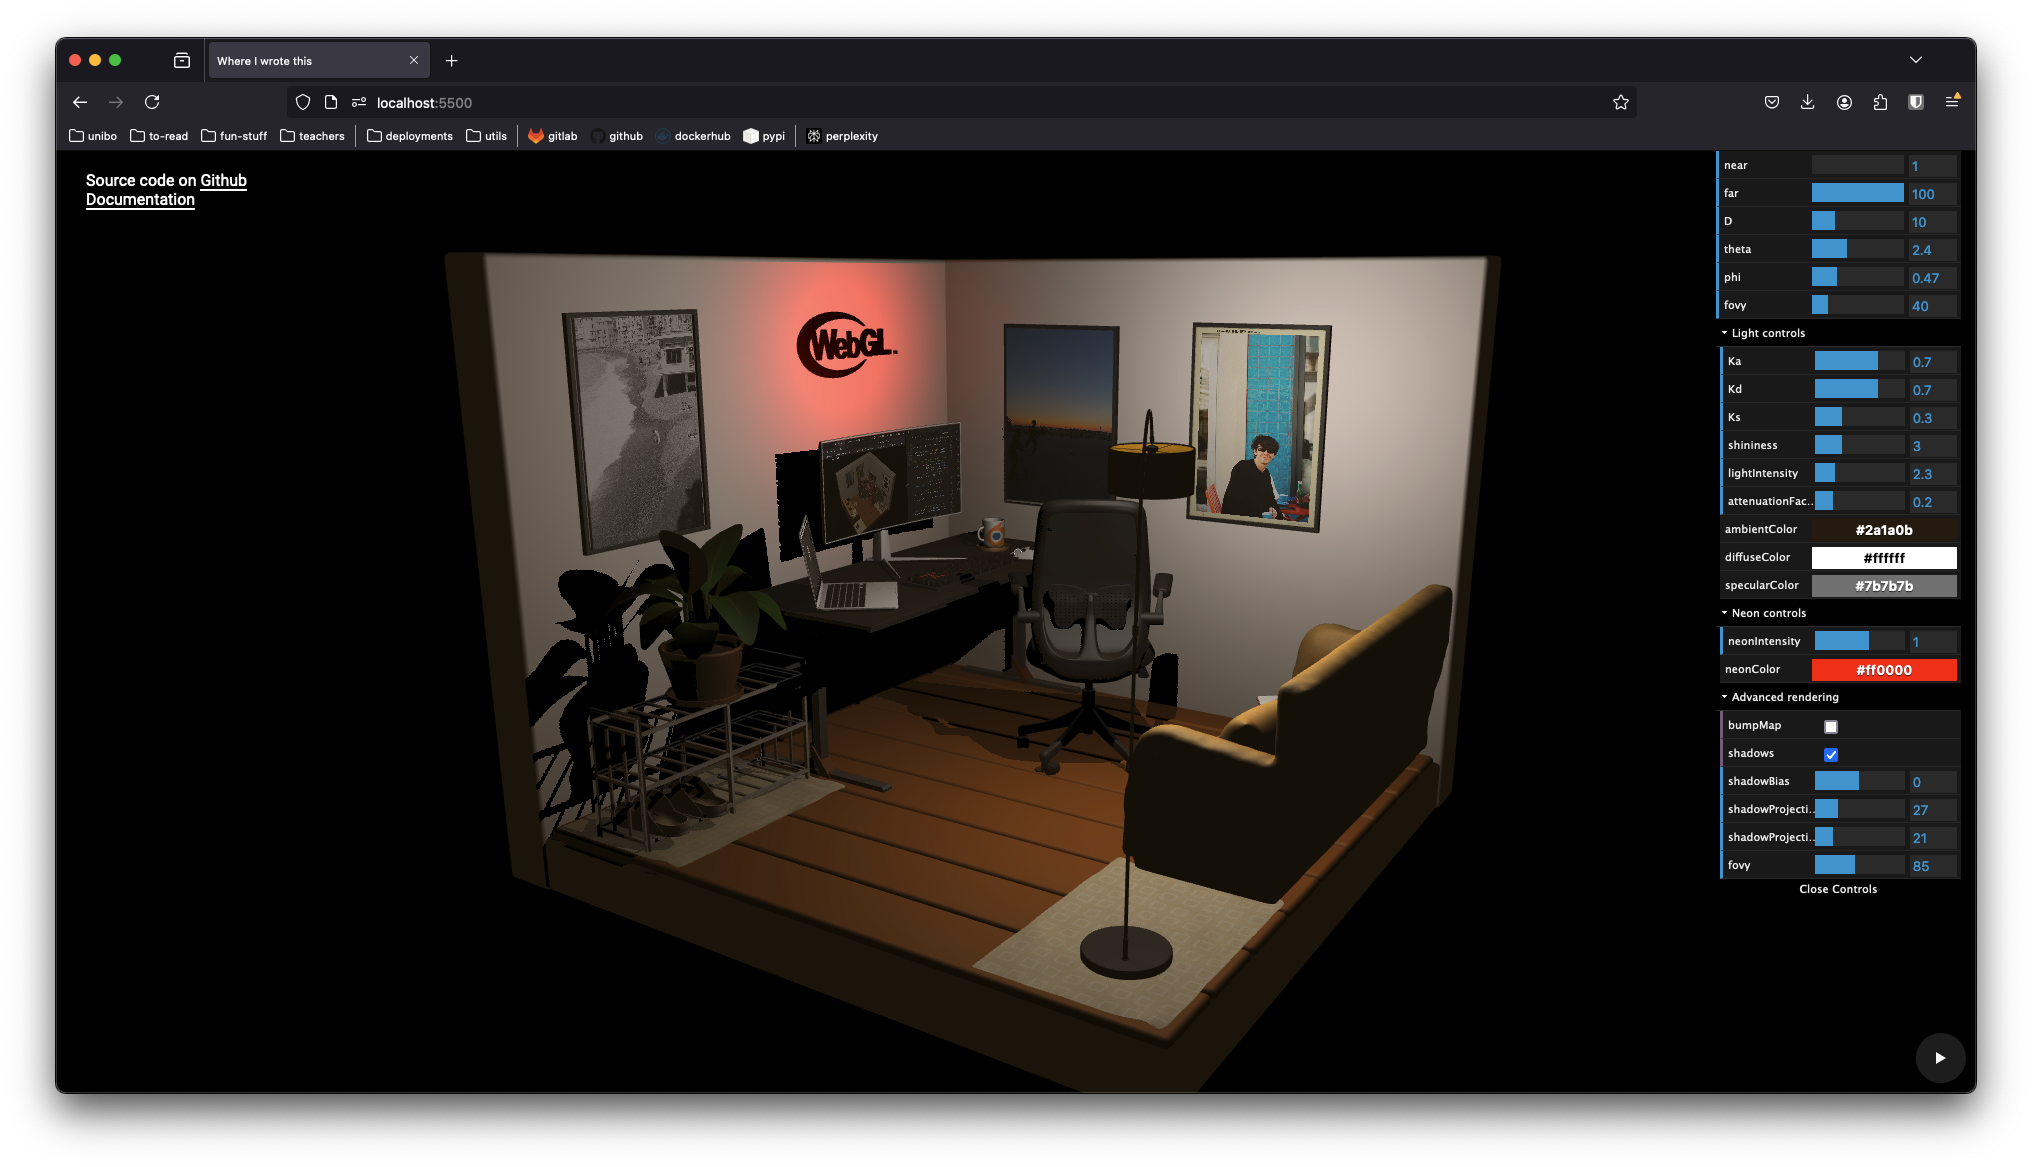 Where I wrote this
localhost:5500
unibo to-read fun-stuff teachers deployments utils gitlab github dockerhub pypi perplexity
Source code on Github
Documentation
WebGL™
near 1
far 100
D 10
theta 2.4
phi 0.47
fovy 40
Light controls
Ka 0.7
Kd 0.7
Ks 0.3
shininess 3
lightIntensity 2.3
attenuationFac... 0.2
ambientColor #2a1a0b
diffuseColor #ffffff
specularColor #7b7b7b
Neon controls
neonIntensity 1
neonColor #ff0000
Advanced rendering
bumpMap
shadows
shadowBias 0
shadowProjecti... 27
shadowProjecti... 21
fovy 85
Close Controls